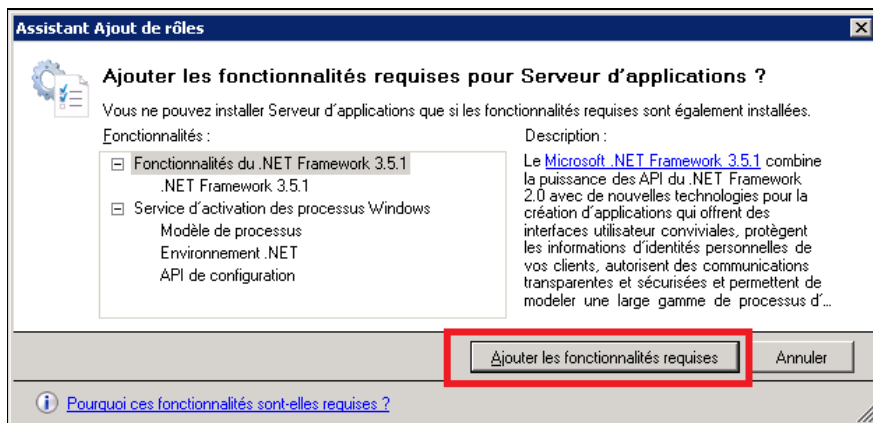 Assistant Ajout de rôles
Ajouter les fonctionnalités requises pour Serveur d'applications ?
Vous ne pouvez installer Serveur d'applications que si les fonctionnalités requises sont également installées.
Fonctionnalités :
Fonctionnalités du .NET Framework 3.5.1
.NET Framework 3.5.1
Service d'activation des processus Windows
Modèle de processus
Environnement .NET
API de configuration
Description :
Le Microsoft .NET Framework 3.5.1 combine
la puissance des API du .NET Framework
2.0 avec de nouvelles technologies pour la
création d'applications qui offrent des
interfaces utilisateur conviviales, protègent
les informations d'identités personnelles de
vos clients, autorisent des communications
transparentes et sécurisées et permettent de
modeler une large gamme de processus d'...
Ajouter les fonctionnalités requises
Annuler
Pourquoi ces fonctionnalités sont-elles requises ?